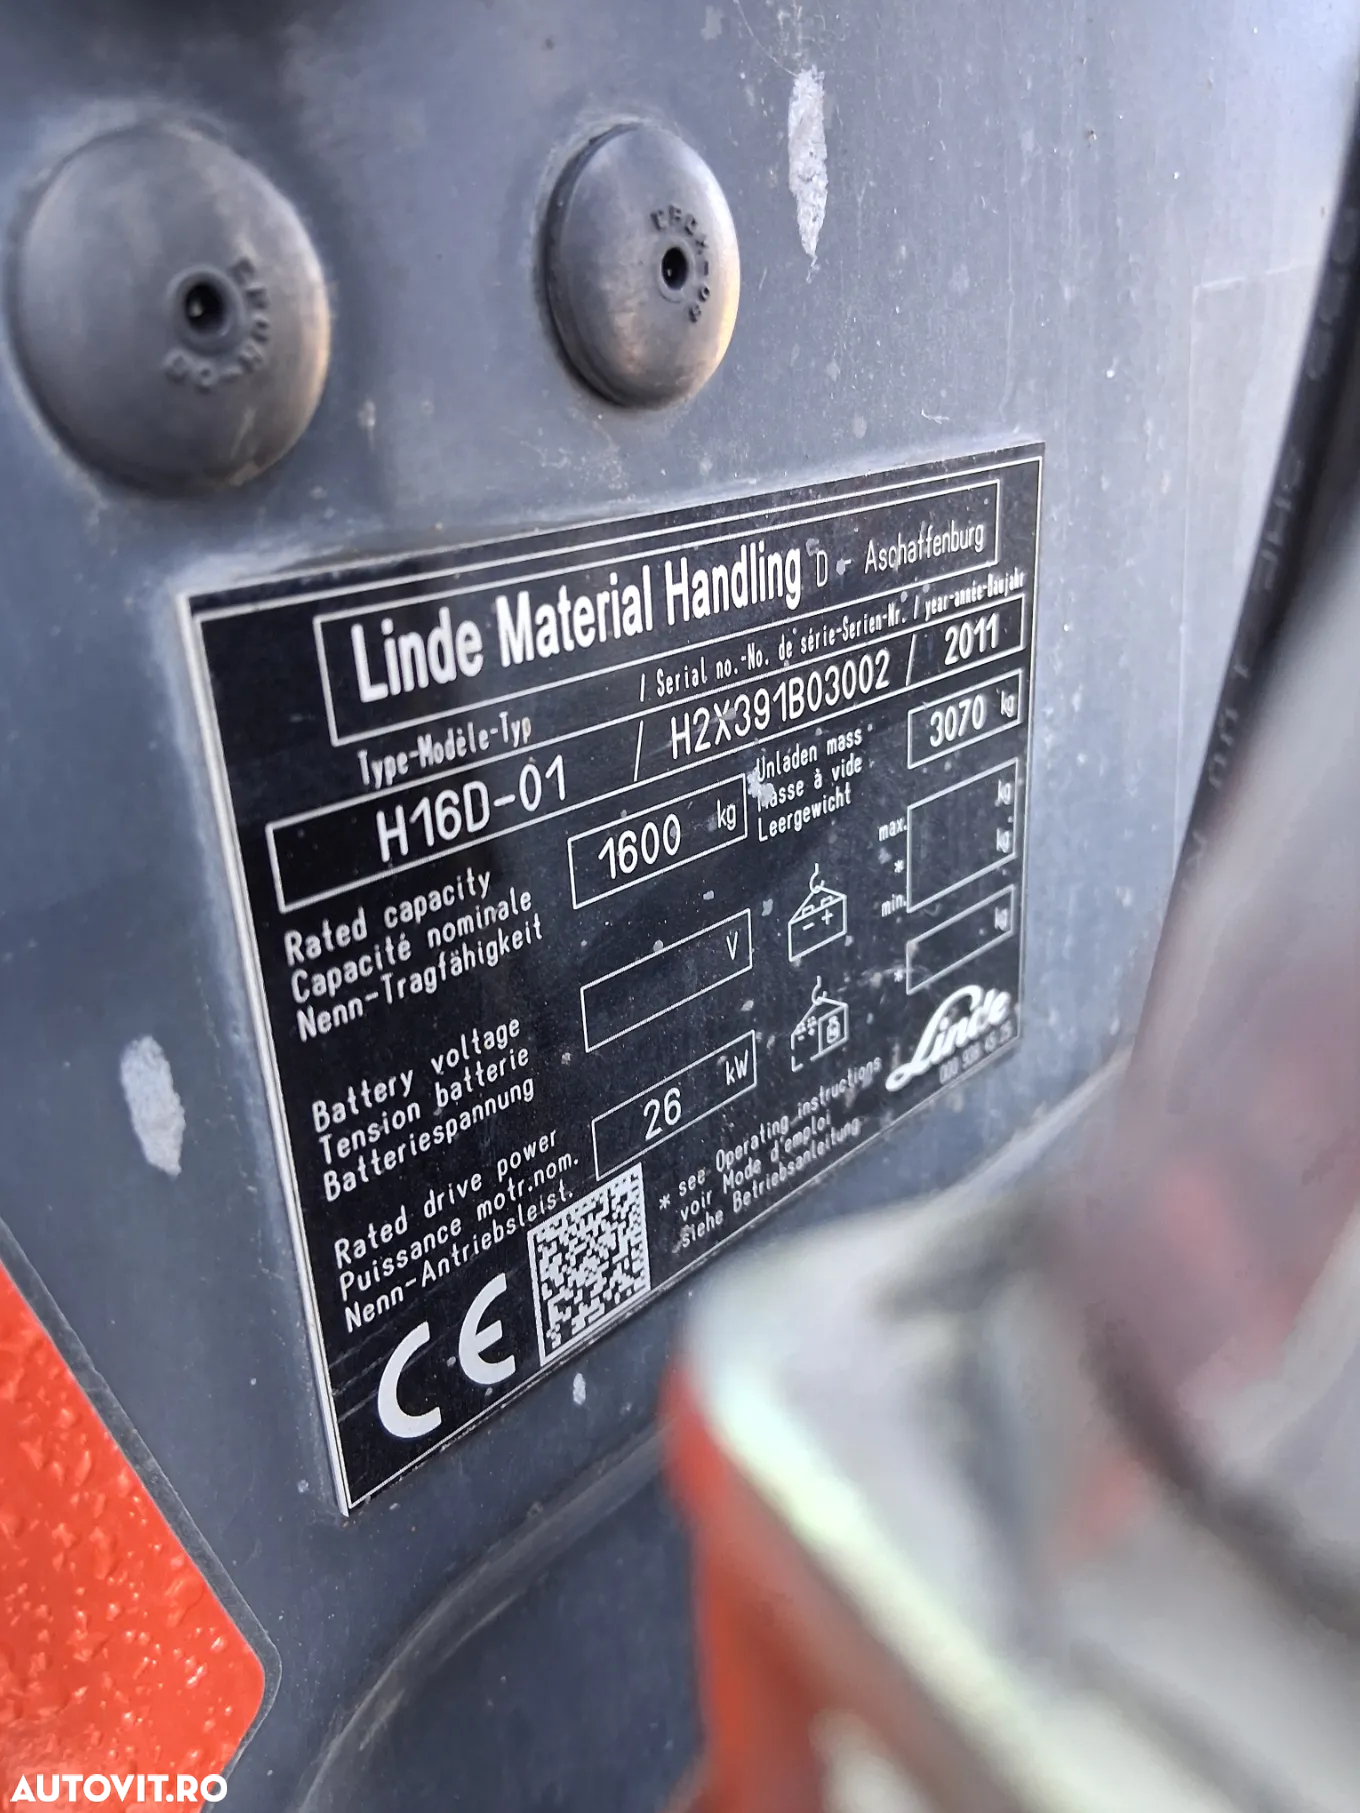 Linde Material Handling D - Aschaffenburg
Type-Modèle-Typ / Serial no.-No. de série-Serien-Nr. / year-année-Baujahr
H16D-01 / H2X391B03002 / 2011
Rated capacity
Capacité nominale
Nenn-Tragfähigkeit
1600 kg
Unladen mass
Masse à vide
Leergewicht
3070 kg
Battery voltage
Tension batterie
Batteriespannung
V
max. kg
* kg
min.
* kg
Rated drive power
Puissance motr.nom.
Nenn-Antriebsleist.
26 kW
* see Operating instructions
voir Mode d'emploi
siehe Betriebsanleitung
Linde
CE
AUTOVIT.RO